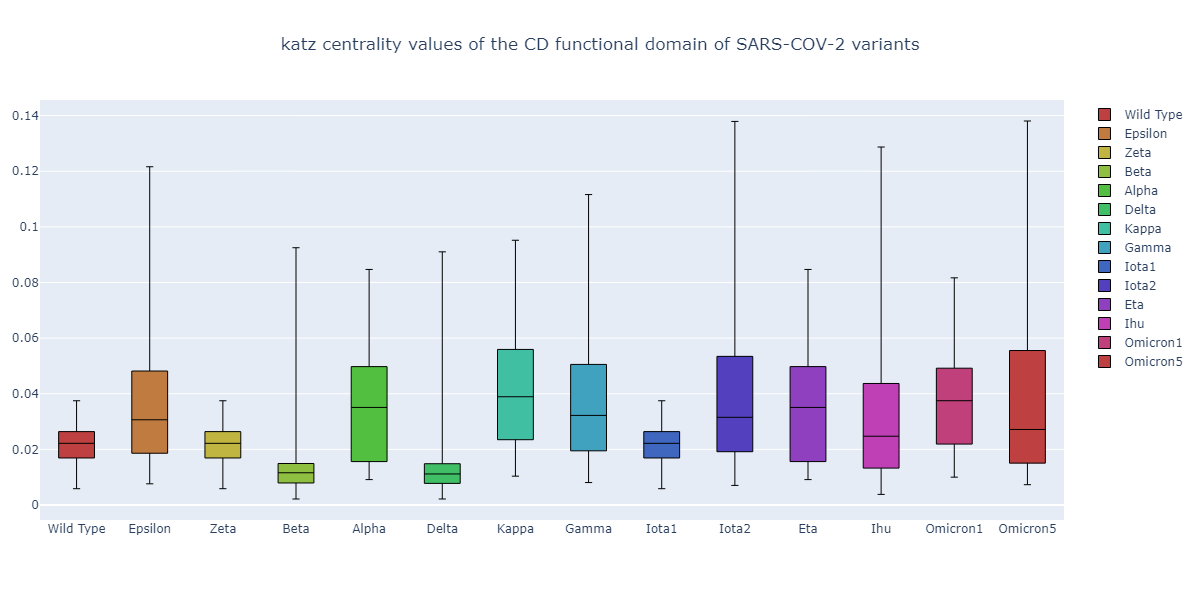 katz centrality values of the CD functional domain of SARS-COV-2 variants
0.14
0.12
0.1
0.08
0.06
0.04
0.02
0
Wild Type Epsilon Zeta Beta Alpha Delta Kappa Gamma Iota1 Iota2 Eta Ihu Omicron1 Omicron5
Wild Type
Epsilon
Zeta
Beta
Alpha
Delta
Kappa
Gamma
Iota1
Iota2
Eta
Ihu
Omicron1
Omicron5